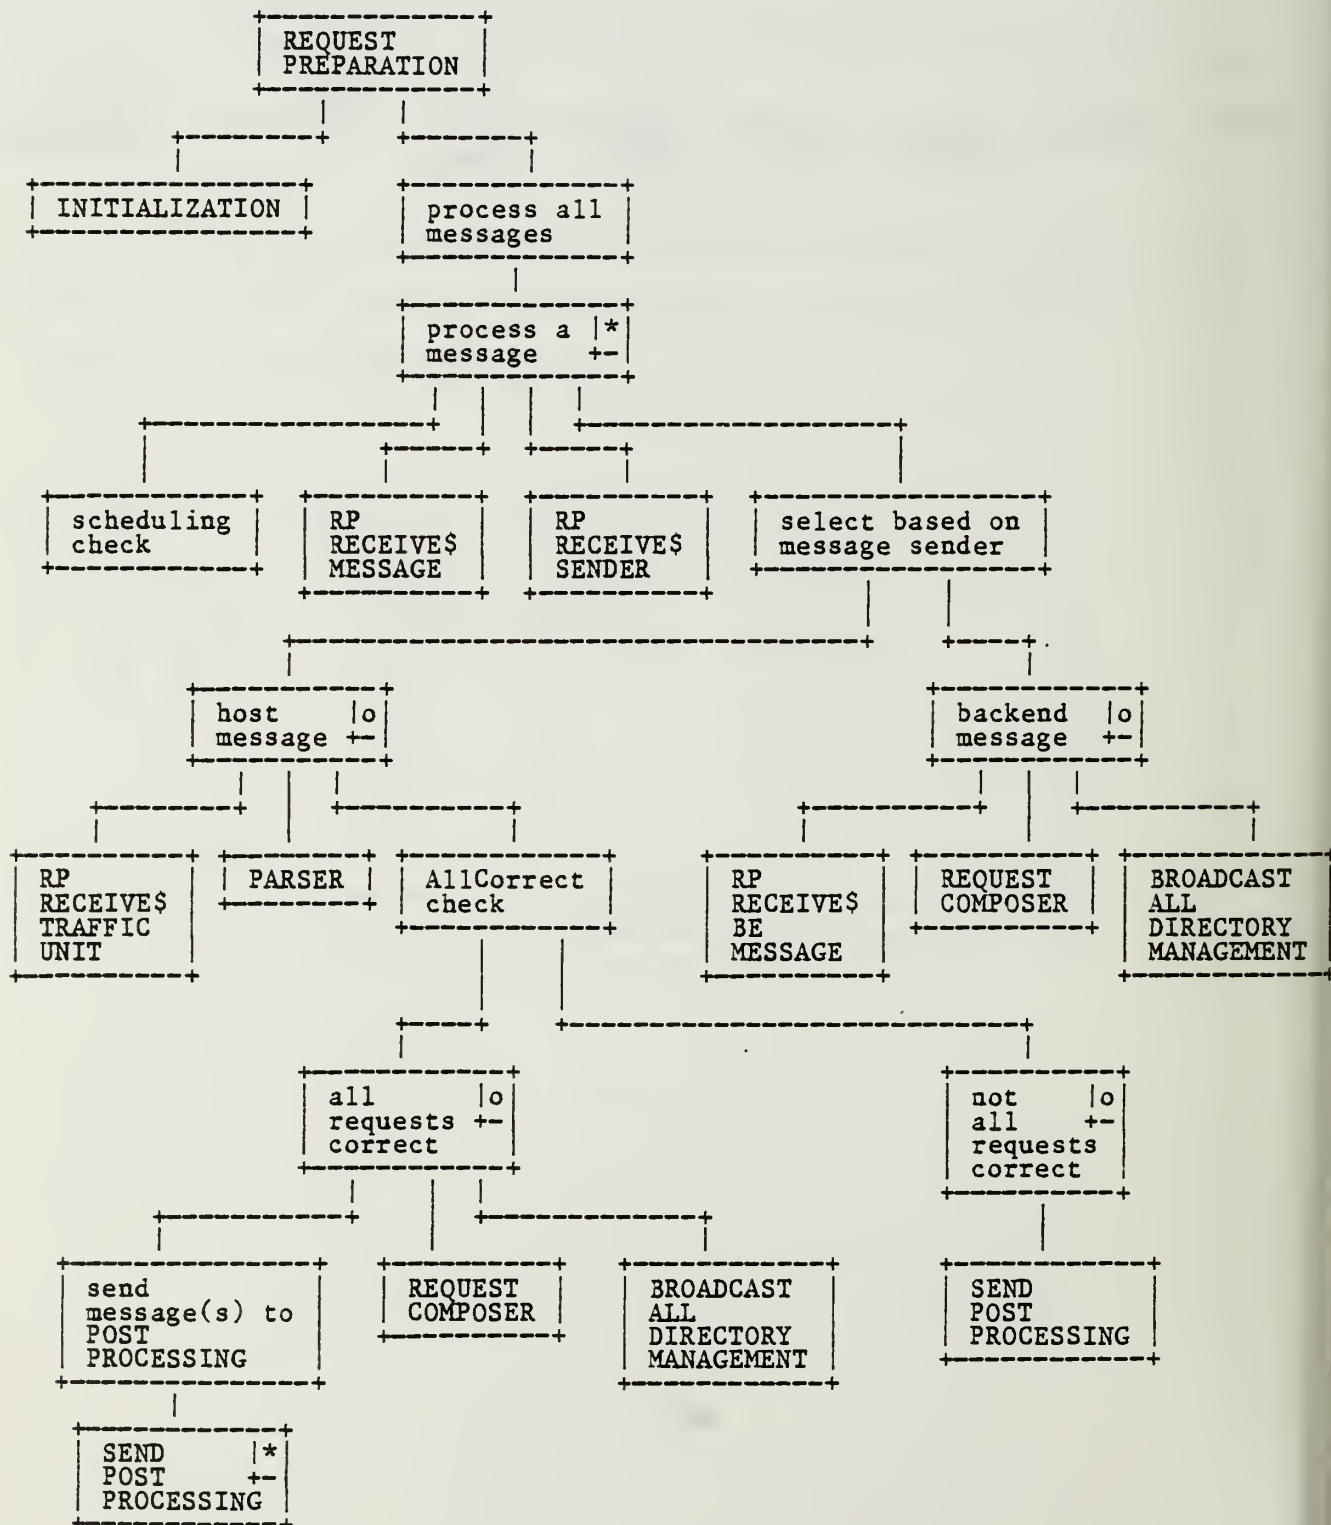 REQUEST
PREPARATION
INITIALIZATION
process all
messages
process a *
message
scheduling
check
RP
RECEIVE$
MESSAGE
RP
RECEIVE$
SENDER
select based on
message sender
host o
message
backend o
message
RP
RECEIVE$
TRAFFIC
UNIT
PARSER
AllCorrect
check
RP
RECEIVE$
BE
MESSAGE
REQUEST
COMPOSER
BROADCAST
ALL
DIRECTORY
MANAGEMENT
all o
requests
correct
not o
all
requests
correct
send
message(s) to
POST
PROCESSING
REQUEST
COMPOSER
BROADCAST
ALL
DIRECTORY
MANAGEMENT
SEND
POST
PROCESSING
SEND *
POST
PROCESSING